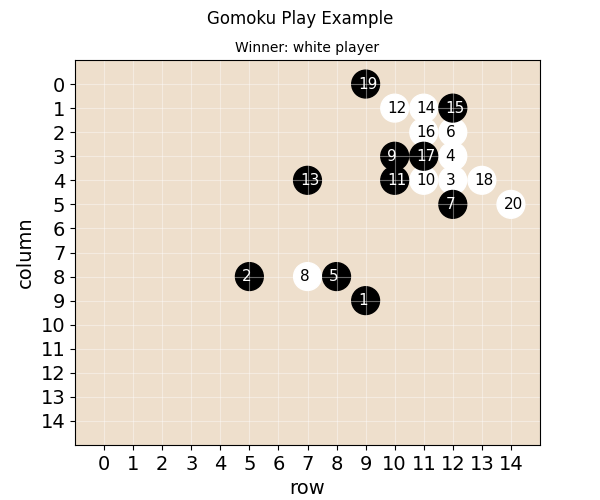 Gomoku Play Example
Winner: white player
0 19
1 12 14 15
2 16 6
3 9 17 4
4 13 11 10 3 18
5 7 20
6
7
8 2 8 5
9 1
10
11
12
13
14
column
0 1 2 3 4 5 6 7 8 9 10 11 12 13 14
row